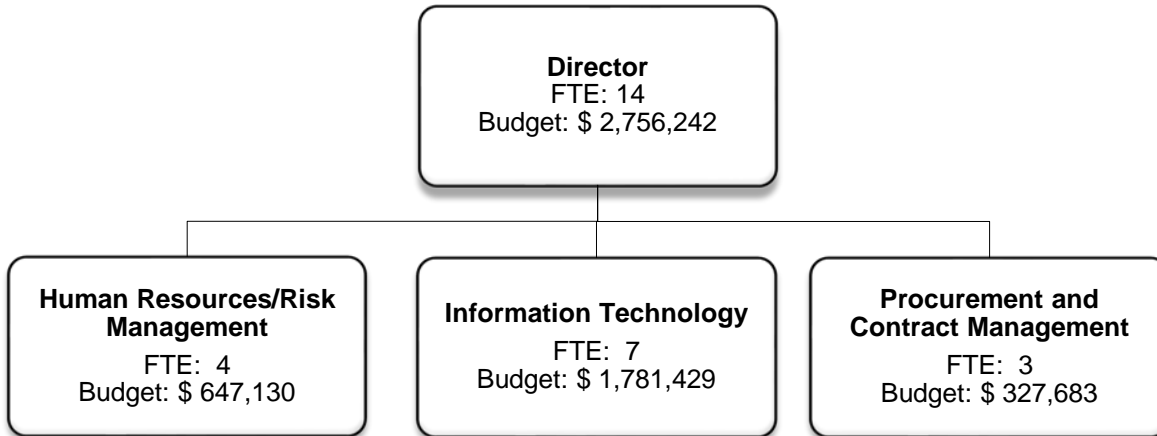 Director
FTE: 14
Budget: $ 2,756,242
Human Resources/Risk
Management
FTE: 4
Budget: $ 647,130
Information Technology
FTE: 7
Budget: $ 1,781,429
Procurement and
Contract Management
FTE: 3
Budget: $ 327,683